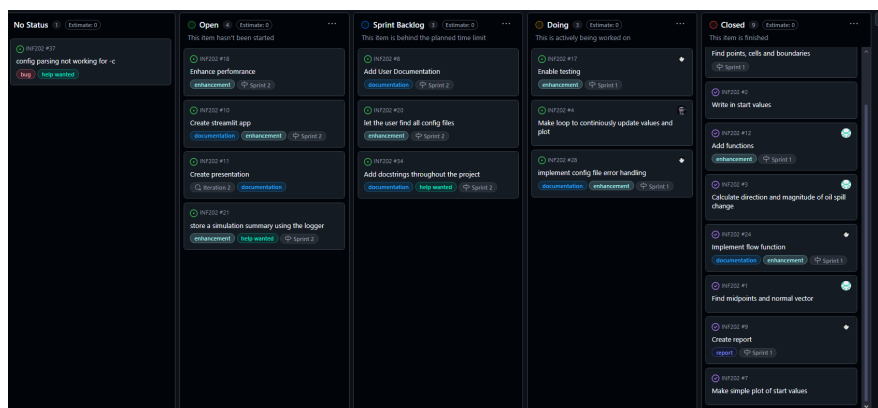 No Status 1 Estimate: 0
INF202 #37
config parsing not working for -c
bug help wanted
Open 4 Estimate: 0 ...
This item hasn't been started
INF202 #18
Enhance perfomrance
enhancement Sprint 2
INF202 #10
Create streamlit app
documentation enhancement Sprint 2
INF202 #11
Create presentation
Iteration 2 documentation
INF202 #21
store a simulation summary using the logger
enhancement help wanted Sprint 2
Sprint Backlog 3 Estimate: 0 ...
This item is behind the planned time limit
INF202 #8
Add User Documentation
documentation Sprint 2
INF202 #20
let the user find all config files
enhancement Sprint 2
INF202 #34
Add docstrings throughout the project
documentation help wanted Sprint 2
Doing 3 Estimate: 0 ...
This is actively being worked on
INF202 #17
Enable testing
enhancement Sprint 1
INF202 #4
Make loop to continiously update values and
plot
INF202 #28
implement config file error handling
documentation enhancement Sprint 1
Closed 9 Estimate: 0 ...
This item is finished
Find points, cells and boundaries
Sprint 1
INF202 #2
Write in start values
INF202 #12
Add functions
enhancement Sprint 1
INF202 #3
Calculate direction and magnitude of oil spill
change
INF202 #24
Implement flow function
documentation enhancement Sprint 1
INF202 #1
Find midpoints and normal vector
INF202 #9
Create report
report Sprint 1
INF202 #7
Make simple plot of start values